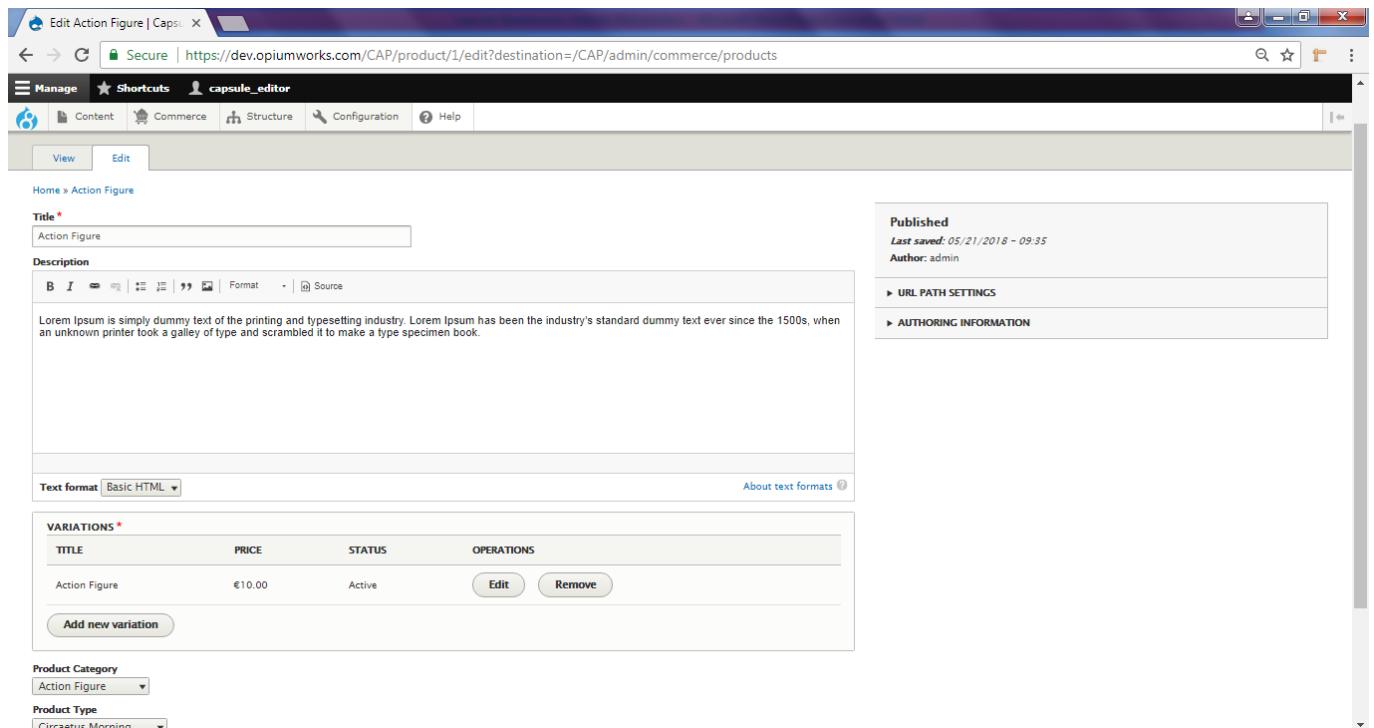 Edit Action Figure | Capsu
Secure https://dev.opiumworks.com/CAP/product/1/edit?destination=/CAP/admin/commerce/products
Manage Shortcuts capsule_editor
Content Commerce Structure Configuration Help
View Edit
Home » Action Figure
Title *
Action Figure
Description
B I Format Source
Lorem Ipsum is simply dummy text of the printing and typesetting industry. Lorem Ipsum has been the industry's standard dummy text ever since the 1500s, when
an unknown printer took a galley of type and scrambled it to make a type specimen book.
Text format Basic HTML About text formats
VARIATIONS *
TITLE PRICE STATUS OPERATIONS
Action Figure €10.00 Active Edit Remove
Add new variation
Product Category
Action Figure
Product Type
Circaetus Morning
Published
Last saved: 05/21/2018 - 09:35
Author: admin
URL PATH SETTINGS
AUTHORING INFORMATION